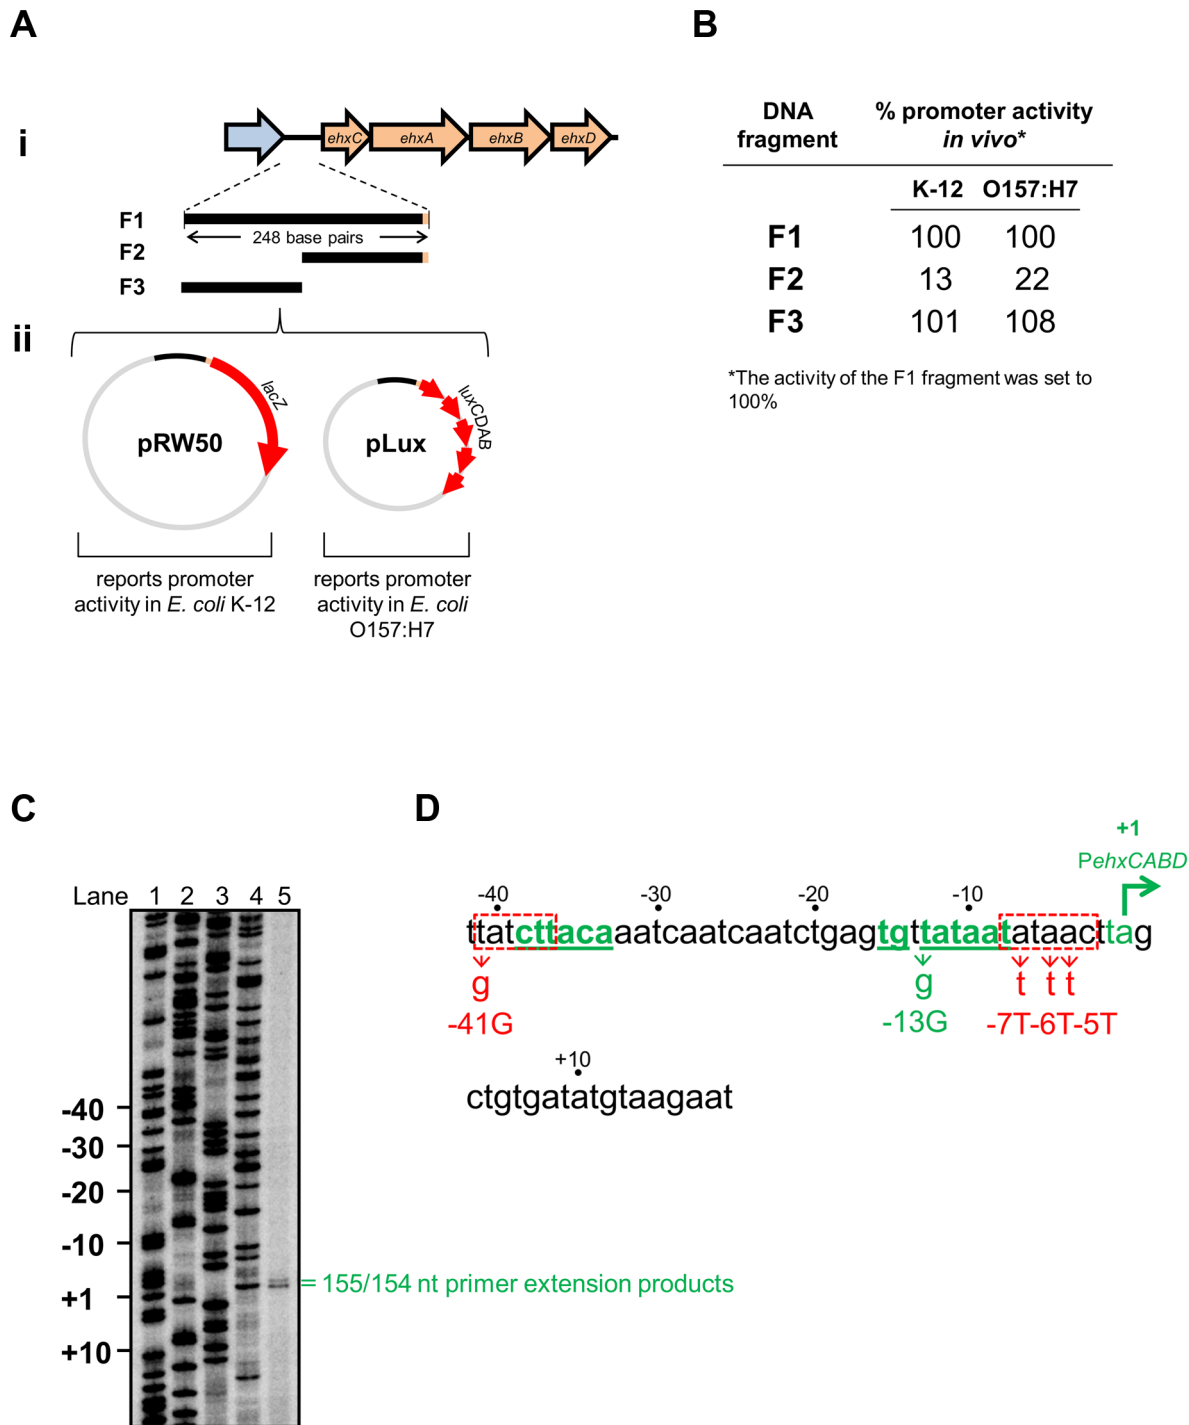 A
i
ehxC ehxA ehxB ehxD
F1
248 base pairs
F2
F3
ii
lacZ
pRW50
luxCDAB
pLux
reports promoter
activity in E. coli K-12
reports promoter
activity in E. coli
O157:H7
B
DNA
fragment
% promoter activity
in vivo*
K-12 O157:H7
F1 100 100
F2 13 22
F3 101 108
*The activity of the F1 fragment was set to
100%
C
Lane 1 2 3 4 5
-40
-30
-20
-10
+1
+10
= 155/154 nt primer extension products
D
+1
PehxCABD
-40 -30 -20 -10
ttatcttacaaatcaatcaatctgagtgttataatataacttag
g g t t t
-41G -13G -7T-6T-5T
+10
ctgtgatatgtaagaat